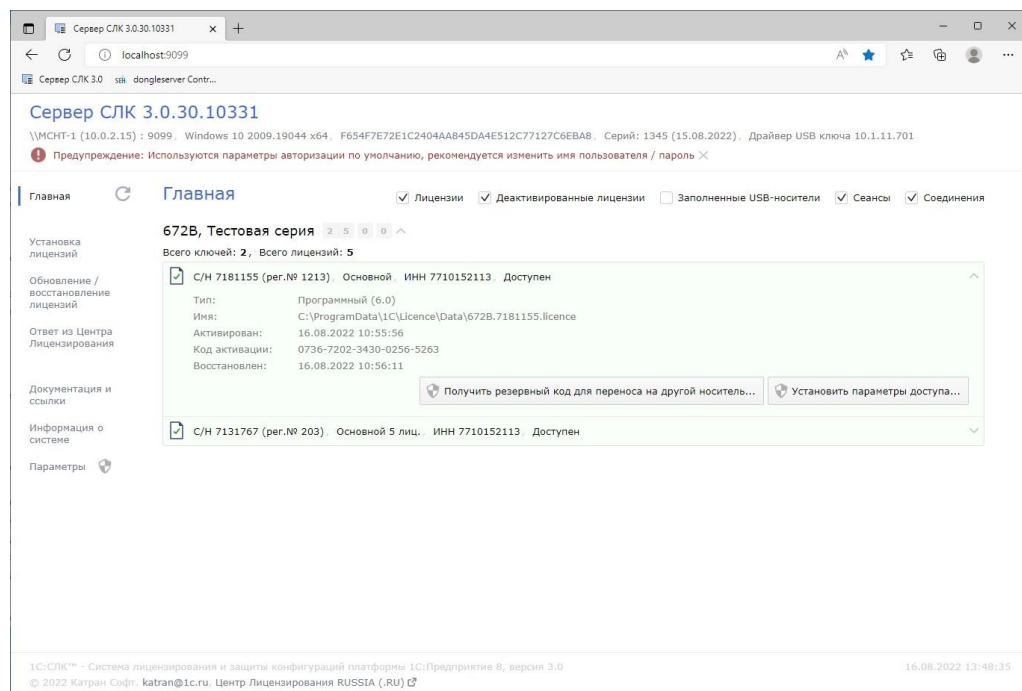 Сервер СЛК 3.0.30.10331
localhost:9099
Сервер СЛК 3.0 seh dongleserver Contr...
Сервер СЛК 3.0.30.10331
\\МСНТ-1 (10.0.2.15) : 9099, Windows 10 2009.19044 x64, F654F7E72E1C2404AA845DA4E512C77127C6EBA8, Серий: 1345 (15.08.2022), Драйвер USB ключа 10.1.11.701
Предупреждение: Используются параметры авторизации по умолчанию, рекомендуется изменить имя пользователя / пароль
Главная
Главная
Лицензии Деактивированные лицензии Заполненные USB-носители Сеансы Соединения
672B, Тестовая серия 2 5 0 0
Всего ключей: 2, Всего лицензий: 5
Установка
лицензий
Обновление /
восстановление
лицензий
Ответ из Центра
Лицензирования
Документация и
ссылки
Информация о
системе
Параметры
С/Н 7181155 (рег.№ 1213), Основной, ИНН 7710152113, Доступен
Тип: Программный (6.0)
Имя: C:\ProgramData\1C\Licence\Data\672B.7181155.licence
Активирован: 16.08.2022 10:55:56
Код активации: 0736-7202-3430-0256-5263
Восстановлен: 16.08.2022 10:56:11
Получить резервный код для переноса на другой носитель... Установить параметры доступа...
С/Н 7131767 (рег.№ 203), Основной 5 лиц., ИНН 7710152113, Доступен
1С:СЛК™ - Система лицензирования и защиты конфигураций платформы 1С:Предприятие 8, версия 3.0
16.08.2022 13:48:35
© 2022 Катран Софт, katran@1c.ru, Центр Лицензирования RUSSIA (.RU)